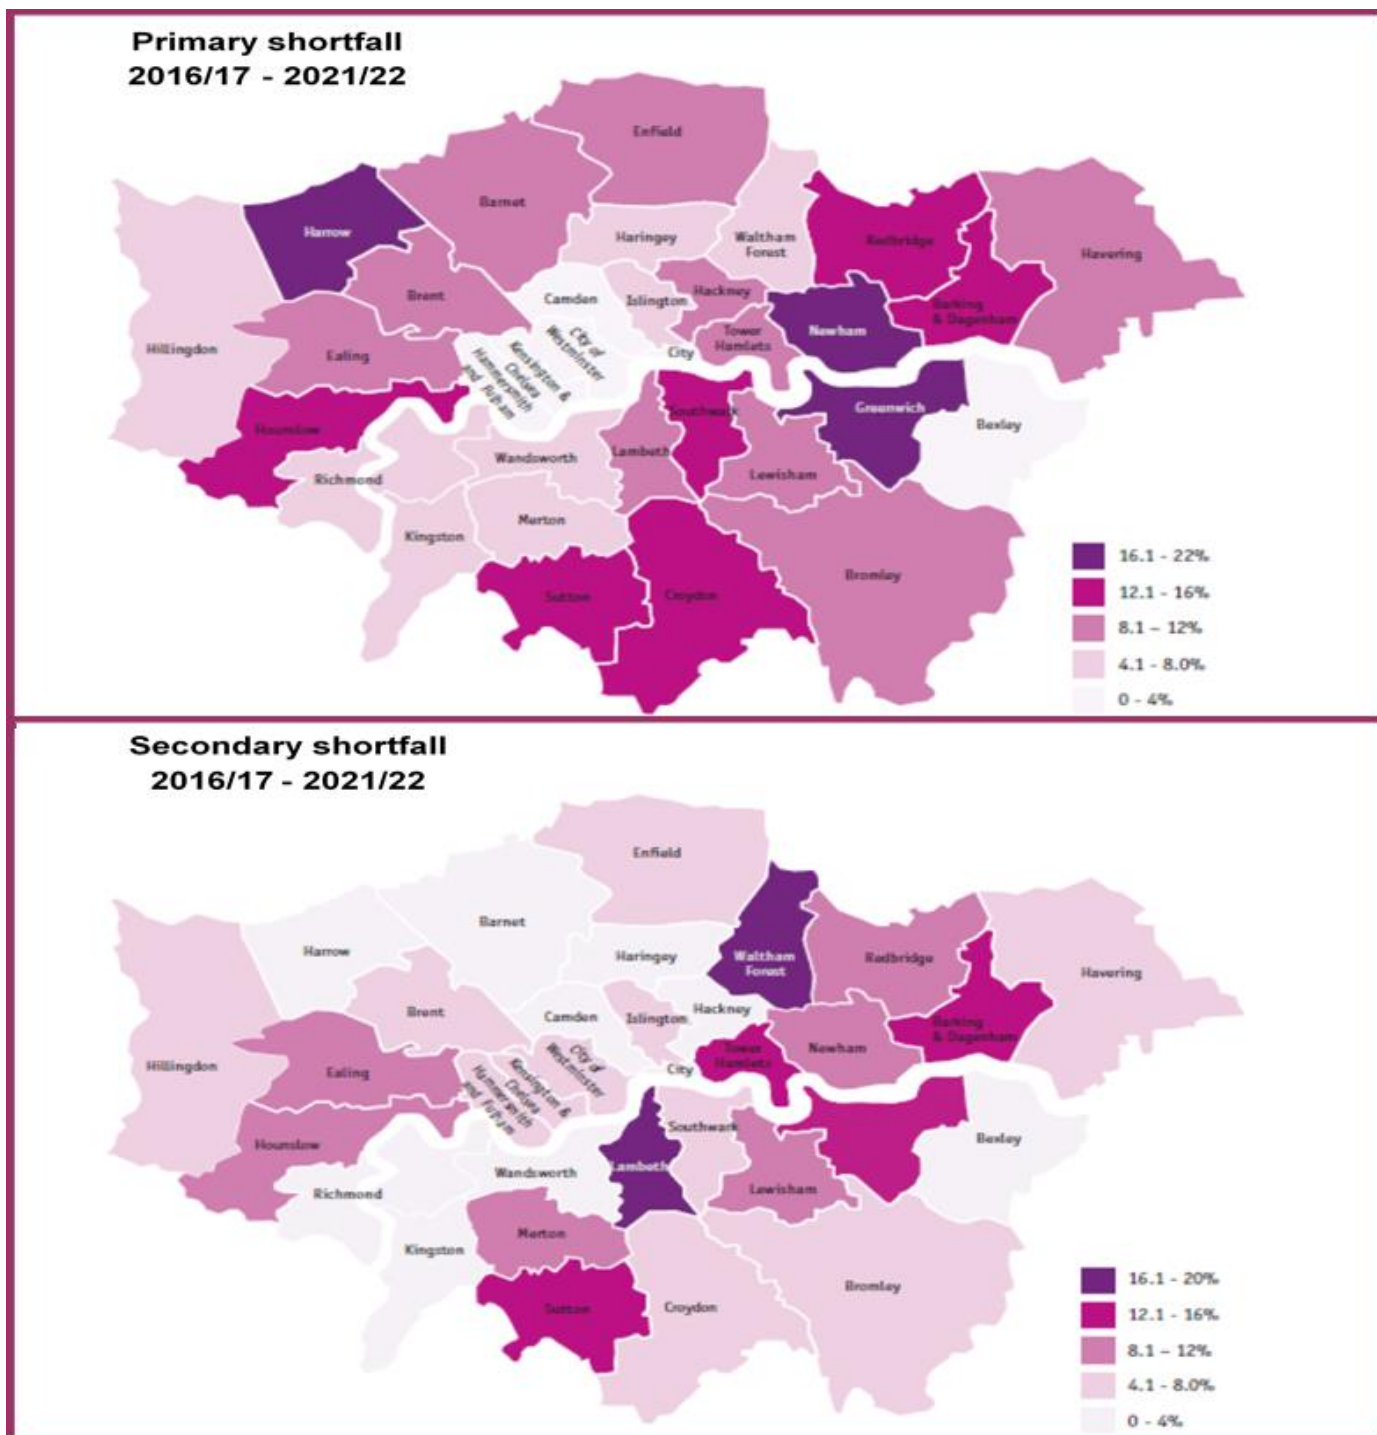 Primary shortfall
2016/17 - 2021/22
Enfield
Barnet
Harrow
Haringey
Waltham
Forest
Redbridge
Havering
Brent
Camden
Islington
Hackney
Barking
& Dagenham
Newham
Tower
Hamlets
City of
Westminster
City
Hillingdon
Ealing
Kensington &
Chelsea
Hammersmith
and Fulham
Hounslow
Southwark
Greenwich
Bexley
Richmond
Wandsworth
Lambeth
Lewisham
Merton
Kingston
Sutton
Croydon
Bromley
16.1 - 22%
12.1 - 16%
8.1 - 12%
4.1 - 8.0%
0 - 4%
Secondary shortfall
2016/17 - 2021/22
Enfield
Barnet
Harrow
Haringey
Waltham
Forest
Redbridge
Havering
Brent
Camden
Islington
Hackney
Barking
& Dagenham
Newham
Tower
Hamlets
City of
Westminster
City
Hillingdon
Ealing
Kensington &
Chelsea
Hammersmith
and Fulham
Hounslow
Southwark
Bexley
Richmond
Wandsworth
Lambeth
Lewisham
Merton
Kingston
Sutton
Croydon
Bromley
16.1 - 20%
12.1 - 16%
8.1 - 12%
4.1 - 8.0%
0 - 4%